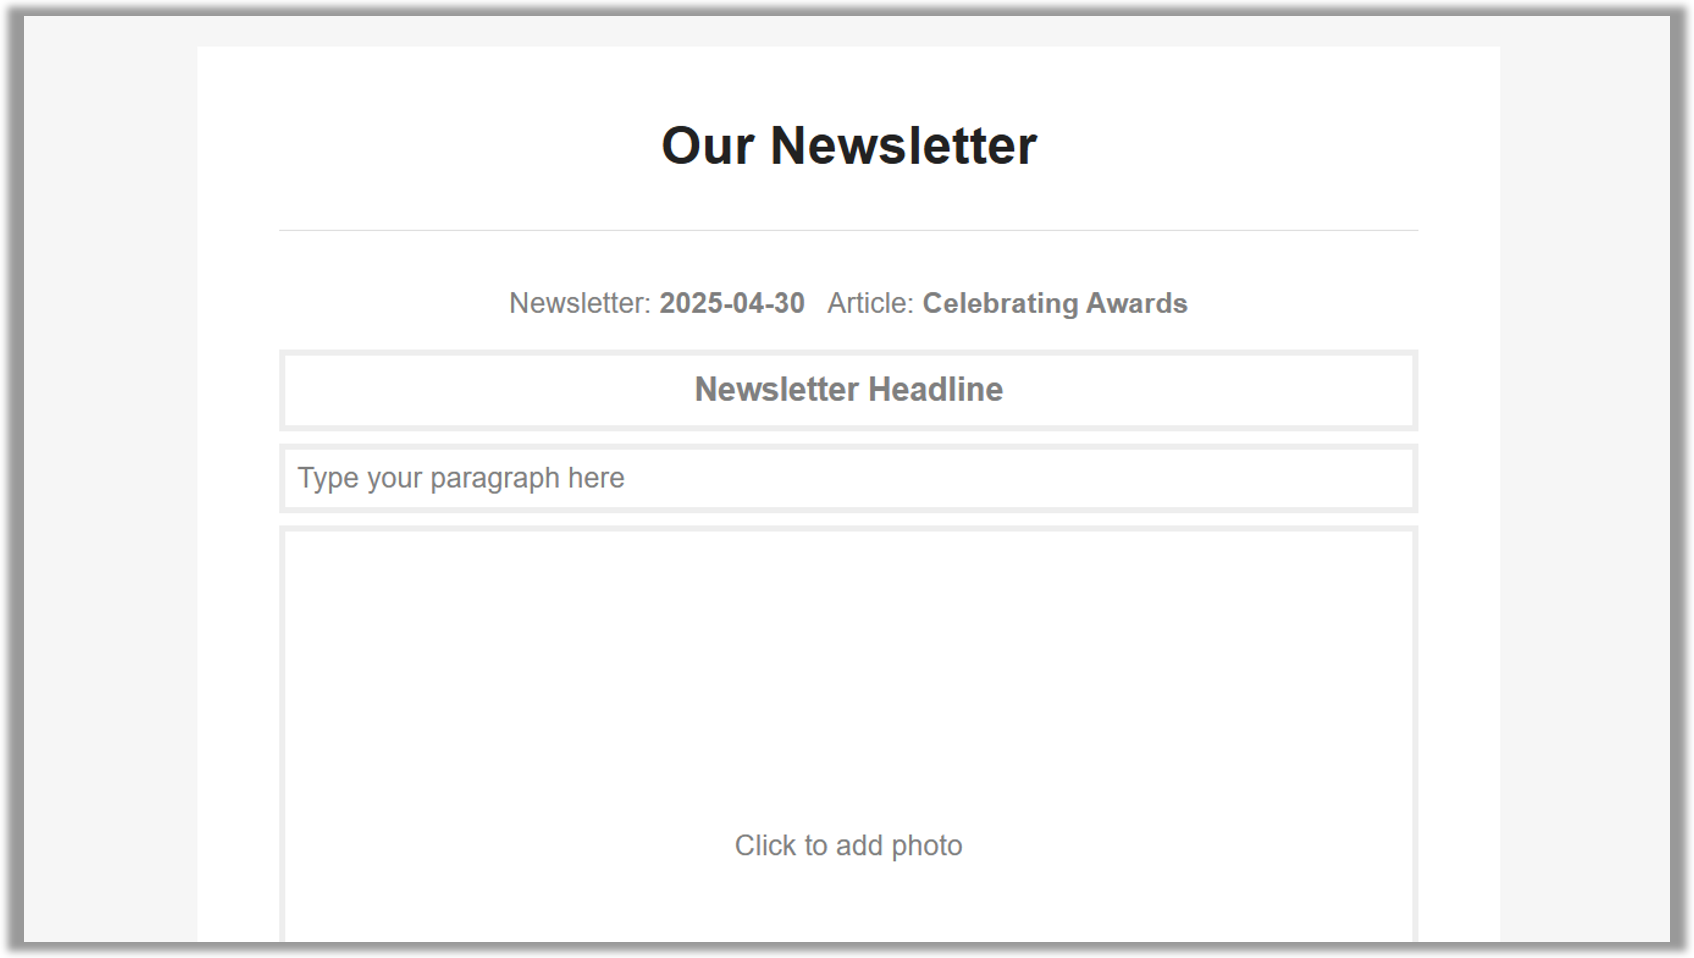 Our Newsletter
Newsletter: 2025-04-30 Article: Celebrating Awards
Newsletter Headline
Type your paragraph here
Click to add photo